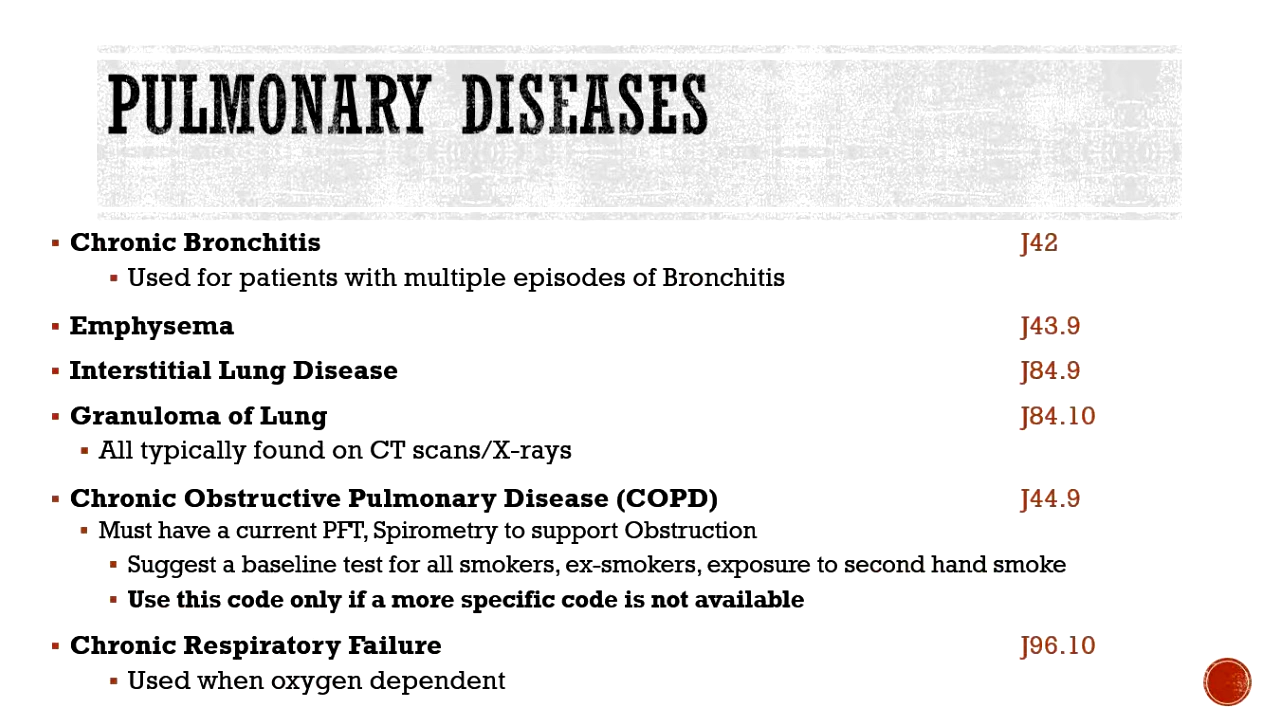 PULMONARY DISEASES
▪ Chronic Bronchitis J42
▪ Used for patients with multiple episodes of Bronchitis
▪ Emphysema J43.9
▪ Interstitial Lung Disease J84.9
▪ Granuloma of Lung J84.10
▪ All typically found on CT scans/X-rays
▪ Chronic Obstructive Pulmonary Disease (COPD) J44.9
▪ Must have a current PFT, Spirometry to support Obstruction
▪ Suggest a baseline test for all smokers, ex-smokers, exposure to second hand smoke
▪ Use this code only if a more specific code is not available
▪ Chronic Respiratory Failure J96.10
▪ Used when oxygen dependent